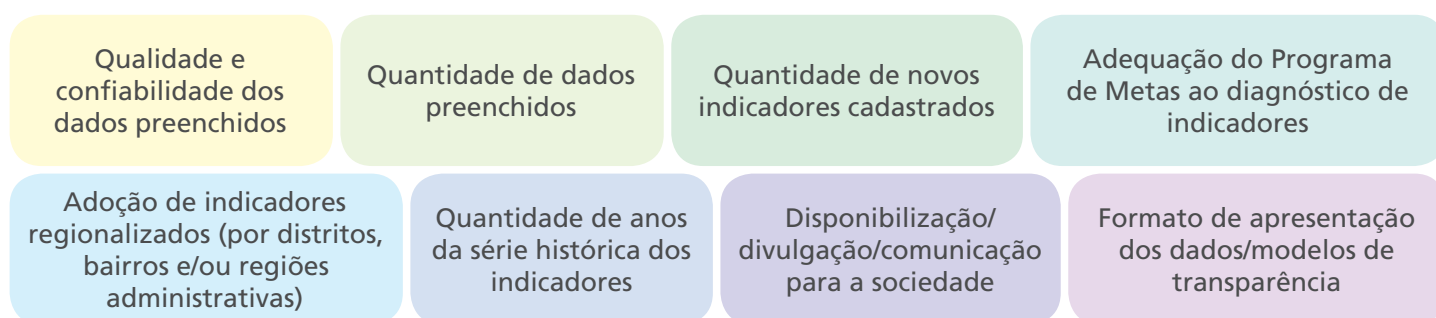 Qualidade e
confiabilidade dos
dados preenchidos
Quantidade de dados
preenchidos
Quantidade de novos
indicadores cadastrados
Adequação do Programa
de Metas ao diagnóstico de
indicadores
Adoção de indicadores
regionalizados (por distritos,
bairros e/ou regiões
administrativas)
Quantidade de anos
da série histórica dos
indicadores
Disponibilização/
divulgação/comunicação
para a sociedade
Formato de apresentação
dos dados/modelos de
transparência